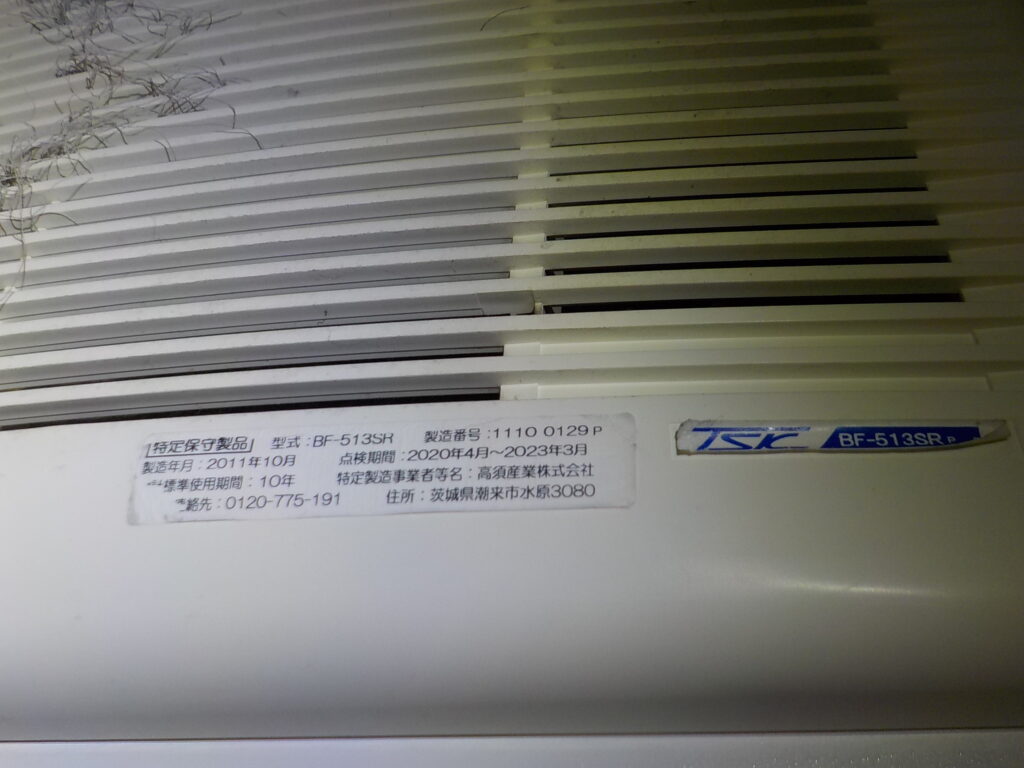 特定保守製品 型式:BF-513SR 製造番号:1110 0129 P
製造年月:2011年10月 点検期間:2020年4月~2023年3月
標準使用期間:10年 特定製造事業者等名:高須産業株式会社
絡先:0120-775-191 住所:茨城県潮来市水原3080
TSK BF-513SR P